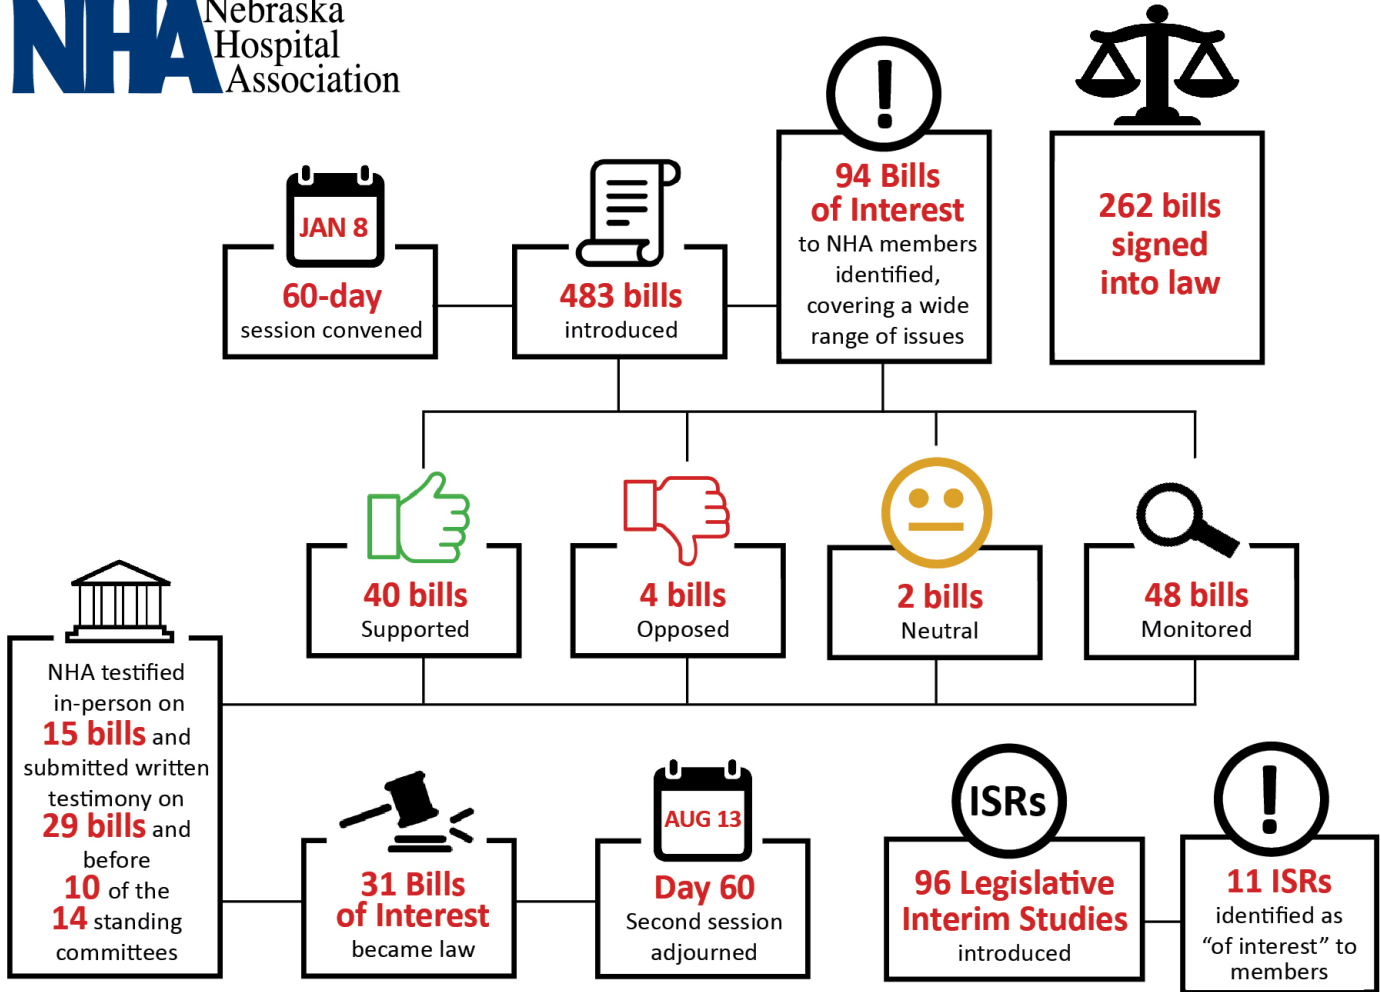 NHA
Nebraska
Hospital
Association
JAN 8
60-day
session convened
483 bills
introduced
94 Bills
of Interest
to NHA members
identified,
covering a wide
range of issues
262 bills
signed
into law
40 bills
Supported
4 bills
Opposed
2 bills
Neutral
48 bills
Monitored
NHA testified
in-person on
15 bills and
submitted written
testimony on
29 bills and
before
10 of the
14 standing
committees
31 Bills
of Interest
became law
AUG 13
Day 60
Second session
adjourned
ISRs
96 Legislative
Interim Studies
introduced
11 ISRs
identified as
“of interest” to
members